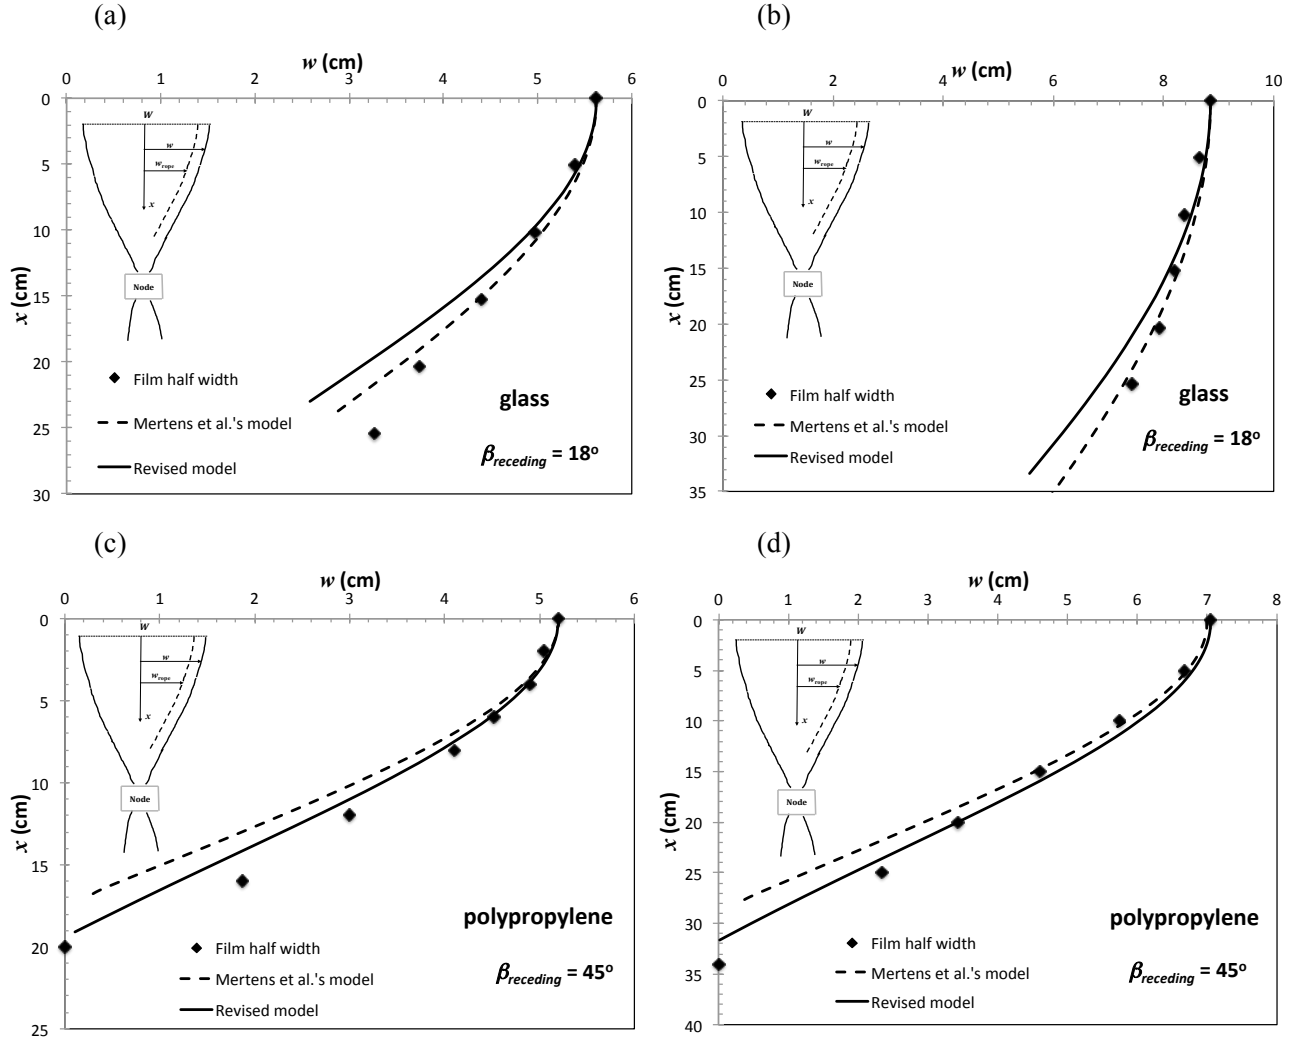 (a)
w (cm)
0 1 2 3 4 5 6
0
5
10
15
20
25
30
x (cm)
W
w
wrope
x
Node
Film half width
Mertens et al.'s model
Revised model
glass
βreceding = 18º
(b)
w (cm)
0 2 4 6 8 10
0
5
10
15
20
25
30
35
x (cm)
W
w
wrope
x
Node
Film half width
Mertens et al.'s model
Revised model
glass
βreceding = 18º
(c)
w (cm)
0 1 2 3 4 5 6
0
5
10
15
20
25
x (cm)
W
w
wrope
x
Node
polypropylene
Film half width
Mertens et al.'s model
Revised model
βreceding = 45º
(d)
w (cm)
0 1 2 3 4 5 6 7 8
0
5
10
15
20
25
30
35
40
x (cm)
W
w
wrope
x
Node
polypropylene
Film half width
Mertens et al.'s model
Revised model
βreceding = 45º